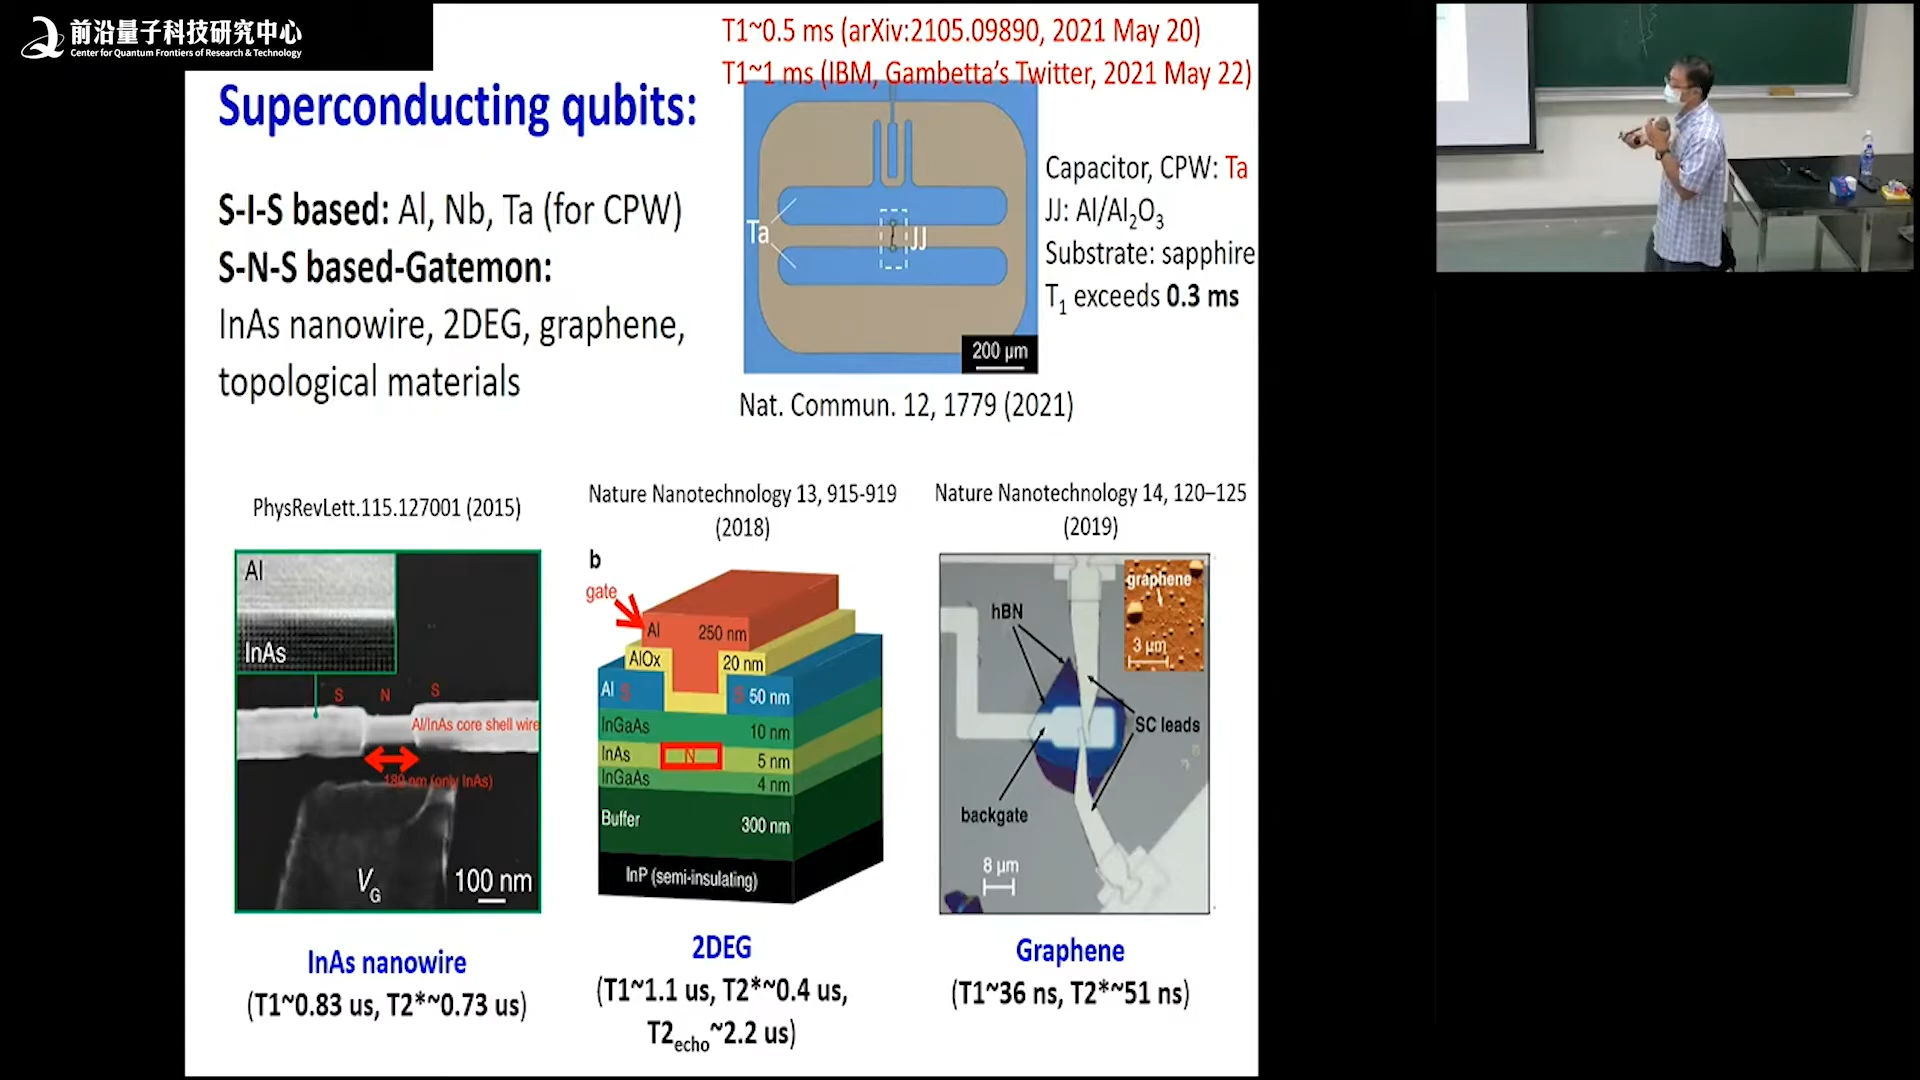 前沿量子科技研究中心
Center for Quantum Frontiers of Research & Technology
T1~0.5 ms (arXiv:2105.09890, 2021 May 20)
T1~1 ms (IBM, Gambetta's Twitter, 2021 May 22)
Superconducting qubits:
S-I-S based: Al, Nb, Ta (for CPW)
S-N-S based-Gatemon:
InAs nanowire, 2DEG, graphene,
topological materials
Ta
JJ
200 µm
Capacitor, CPW: Ta
JJ: Al/Al2O3
Substrate: sapphire
T1 exceeds 0.3 ms
Nat. Commun. 12, 1779 (2021)
PhysRevLett.115.127001 (2015)
Al
InAs
S N S
Al/InAs core shell wire
189 nm (only InAs)
VG
100 nm
InAs nanowire
(T1~0.83 us, T2*~0.73 us)
Nature Nanotechnology 13, 915-919
(2018)
b
gate
Al 250 nm
AlOx 20 nm
Al S S 50 nm
InGaAs 10 nm
InAs N 5 nm
InGaAs 4 nm
Buffer 300 nm
InP (semi-insulating)
2DEG
(T1~1.1 us, T2*~0.4 us,
T2echo~2.2 us)
Nature Nanotechnology 14, 120–125
(2019)
graphene
3 µm
hBN
SC leads
backgate
8 µm
Graphene
(T1~36 ns, T2*~51 ns)